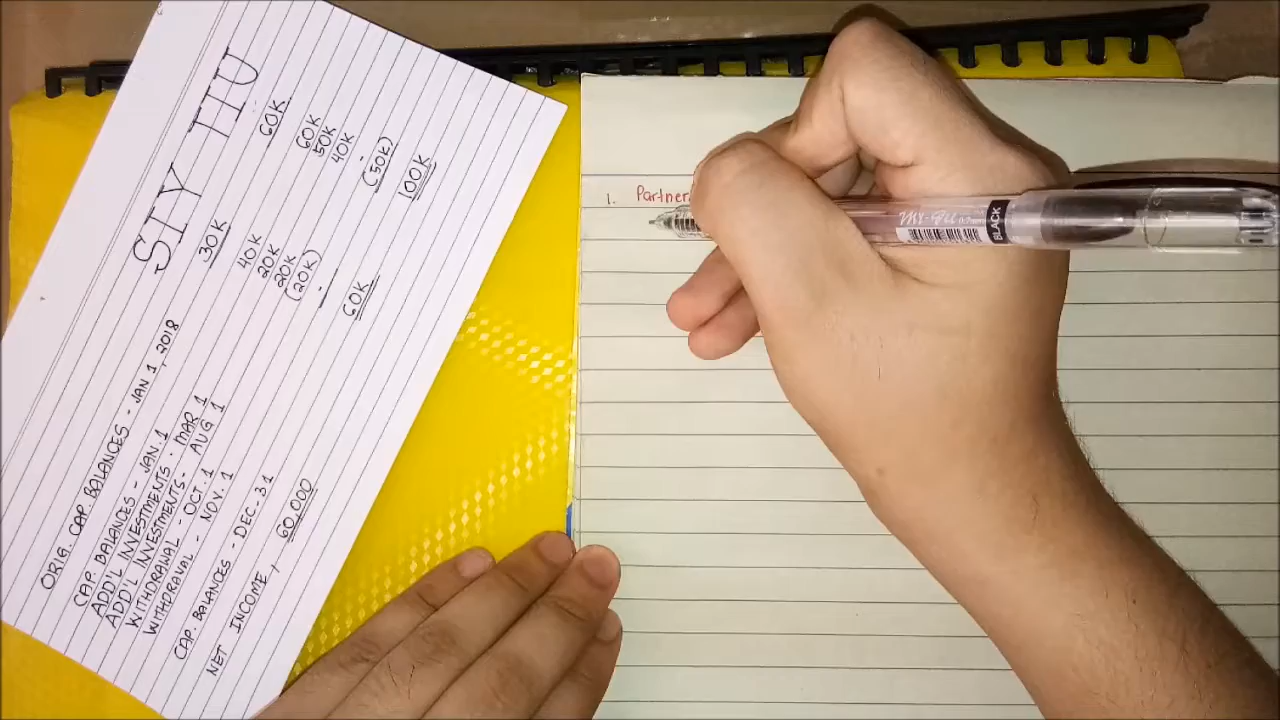 SIY TIU
ORIG. CAP. BALANCES - JAN 1, 2018 30K 60K
CAP. BALANCES - JAN. 1 40K 60K
ADD'L INVESTMENTS - MAR 1 20K 50K
ADD'L INVESTMENTS - AUG 1 20K 40K
WITHDRAWAL - OCT. 1 (20K) -
WITHDRAWAL - NOV. 1 - (50K)
CAP. BALANCES - DEC. 31 60K 100K
NET INCOME, 60,000
1. Partner
My-Gel
BLACK